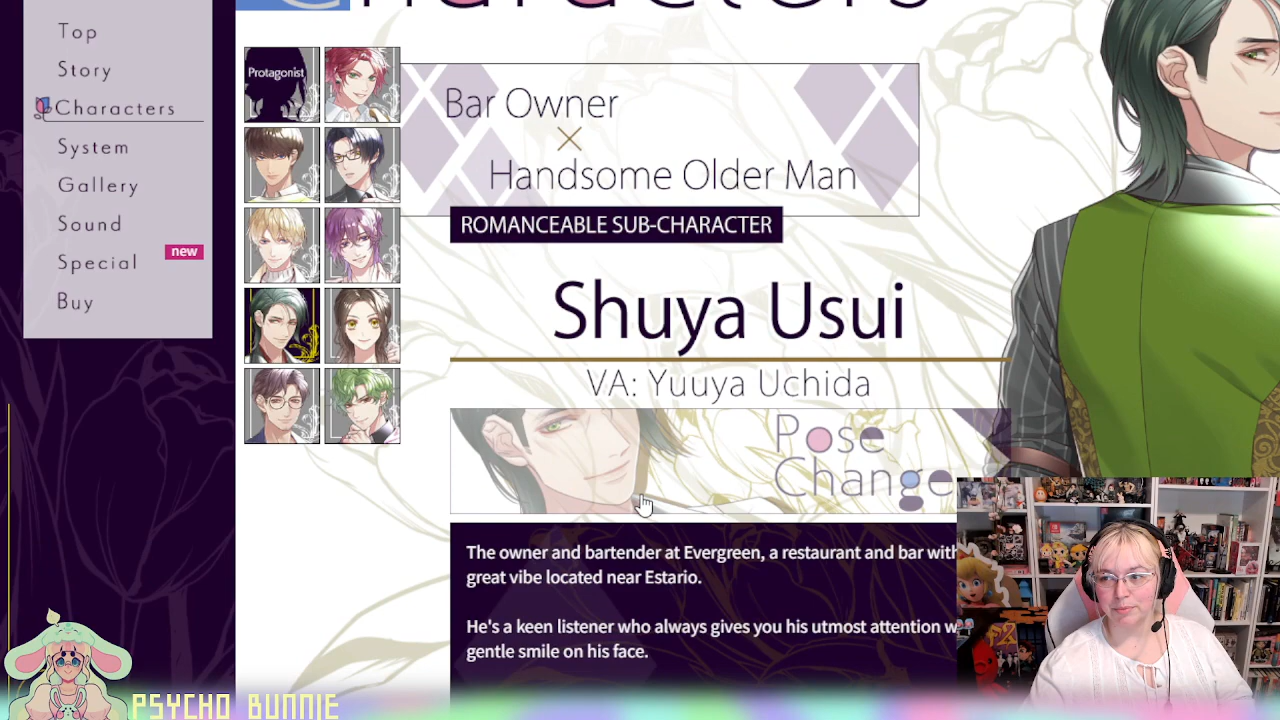 Characters
Top
Story
Characters
System
Gallery
Sound
Special
new
Buy
Protagonist
Bar Owner
×
Handsome Older Man
ROMANCEABLE SUB-CHARACTER
Shuya Usui
VA: Yuuya Uchida
Pose
Change
The owner and bartender at Evergreen, a restaurant and bar with
great vibe located near Estario.
He's a keen listener who always gives you his utmost attention w
gentle smile on his face.
PSYCHO BUNNIE